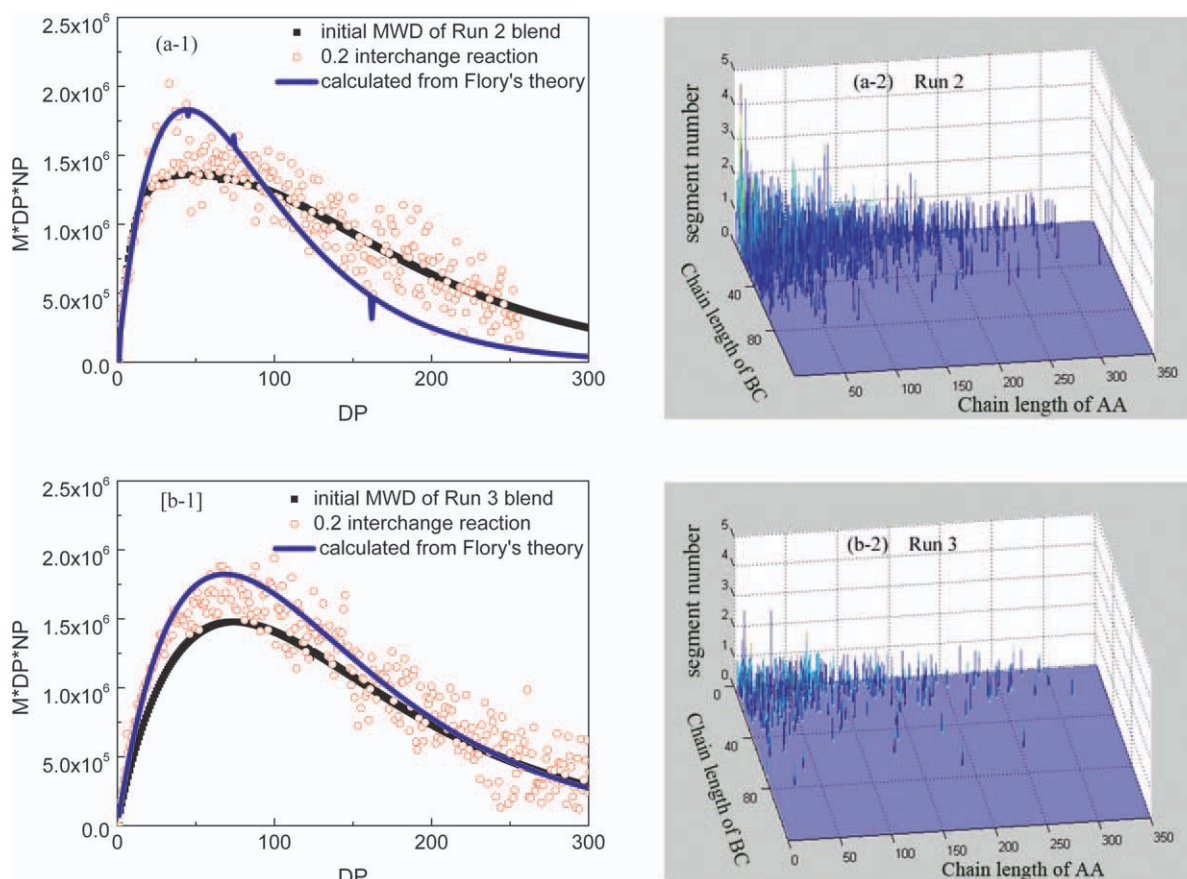 2.5x10⁶
2.0x10⁶
1.5x10⁶
1.0x10⁶
5.0x10⁵
0.0
M*DP*NP
(a-1)
initial MWD of Run 2 blend
0.2 interchange reaction
calculated from Flory's theory
0 100 200 300
DP
(a-2) Run 2
5
4
3
2
1
0
segment number
40
80
Chain length of BC
50 100 150 200 250 300 350
Chain length of AA
2.5x10⁶
2.0x10⁶
1.5x10⁶
1.0x10⁶
5.0x10⁵
0.0
M*DP*NP
[b-1]
initial MWD of Run 3 blend
0.2 interchange reaction
calculated from Flory's theory
0 100 200 300
DP
(b-2) Run 3
5
4
3
2
1
0
segment number
0
40
80
Chain length of BC
0 50 100 150 200 250 300 350
Chain length of AA